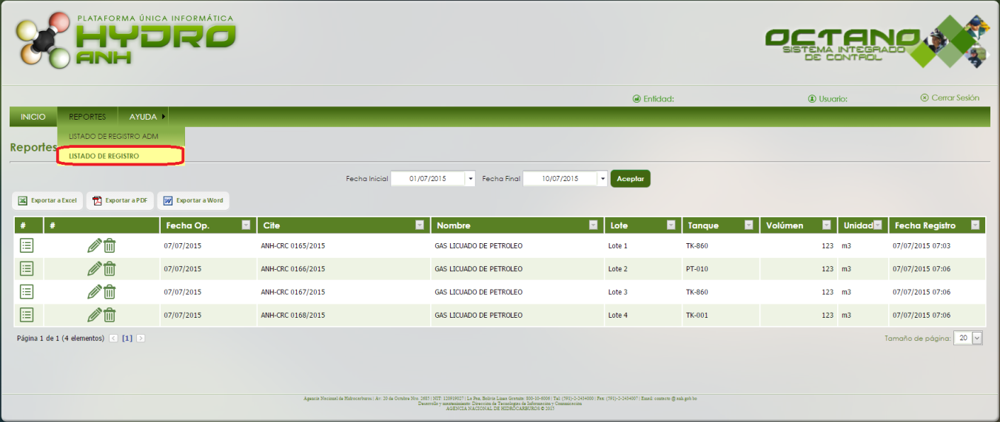 PLATAFORMA ÚNICA INFORMÁTICA
HYDRO
ANH
OCTANO
SISTEMA INTEGRADO
DE CONTROL
Entidad: Usuario: Cerrar Sesión
INICIO REPORTES AYUDA
LISTADO DE REGISTRO ADM
Reportes
LISTADO DE REGISTRO
Fecha Inicial 01/07/2015 Fecha Final 10/07/2015 Aceptar
Exportar a Excel Exportar a PDF Exportar a Word
# # Fecha Op. Cite Nombre Lote Tanque Volúmen Unidad Fecha Registro
07/07/2015 ANH-CRC 0165/2015 GAS LICUADO DE PETROLEO Lote 1 TK-860 123 m3 07/07/2015 07:03
07/07/2015 ANH-CRC 0166/2015 GAS LICUADO DE PETROLEO Lote 2 PT-010 123 m3 07/07/2015 07:06
07/07/2015 ANH-CRC 0167/2015 GAS LICUADO DE PETROLEO Lote 3 TK-860 123 m3 07/07/2015 07:06
07/07/2015 ANH-CRC 0168/2015 GAS LICUADO DE PETROLEO Lote 4 TK-001 123 m3 07/07/2015 07:06
Página 1 de 1 (4 elementos) [1] Tamaño de página: 20
Agencia Nacional de Hidrocarburos | Av. 20 de Octubre Nro. 2685 | NIT: 120919027 | La Paz, Bolivia Línea Gratuita: 800-10-6006 | Tel: (591)-2-2434000 | Fax: (591)-2-2434007 | Email: contacto @ anh.gob.bo
Desarrollo y mantenimiento: Dirección de Tecnologías de Información y Comunicación
AGENCIA NACIONAL DE HIDROCARBUROS © 2015